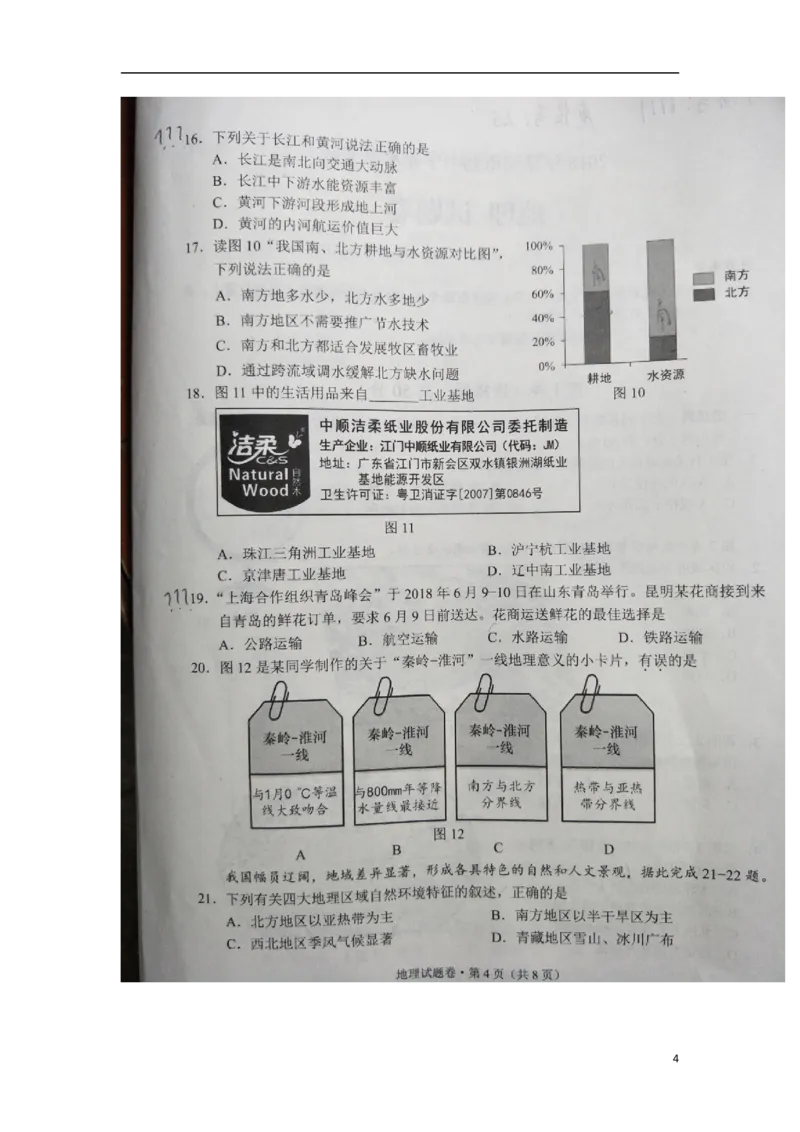 16．下列关于长江和黄河说法正确的是
A．长江是南北向交通大动脉
B．长江中下游水能资源丰富
C．黄河下游河段形成地上河
D．黄河的内河航运价值巨大
17．读图 10“我国南、北方耕地与水资源对比图”，
下列说法正确的是
A．南方地多水少，北方水多地少
B．南方地区不需要推广节水技术
C．南方和北方都适合发展牧区畜牧业
D．通过跨流域调水缓解北方缺水问题
100%
80%
60%
40%
20%
0%
南
南方
北方
耕地 水资源
图 10
18．图 11 中的生活用品来自______工业基地
洁柔
C&S
Natural
Wood
自然木
中顺洁柔纸业股份有限公司委托制造
生产企业：江门中顺纸业有限公司（代码：JM）
地址：广东省江门市新会区双水镇银洲湖纸业
基地能源开发区
卫生许可证：粤卫消证字[2007]第0846号
图 11
A．珠江三角洲工业基地 B．沪宁杭工业基地
C．京津唐工业基地 D．辽中南工业基地
19．“上海合作组织青岛峰会”于 2018 年 6 月 9-10 日在山东青岛举行。昆明某花商接到来
自青岛的鲜花订单，要求 6 月 9 日前送达。花商运送鲜花的最佳选择是
A．公路运输 B．航空运输 C．水路运输 D．铁路运输
20．图 12 是某同学制作的关于“秦岭-淮河”一线地理意义的小卡片，有误的是
秦岭-淮河
一线
与1月0 ℃等温
线大致吻合
秦岭-淮河
一线
与800mm年等降
水量线最接近
秦岭-淮河
一线
南方与北方
分界线
秦岭-淮河
一线
热带与亚热
带分界线
图 12
A B C D
我国幅员辽阔，地域差异显著，形成各具特色的自然和人文景观。据此完成 21-22 题。
21．下列有关四大地理区域自然环境特征的叙述，正确的是
A．北方地区以亚热带为主 B．南方地区以半干旱区为主
C．西北地区季风气候显著 D．青藏地区雪山、冰川广布
地理试题卷·第 4 页（共 8 页）
4